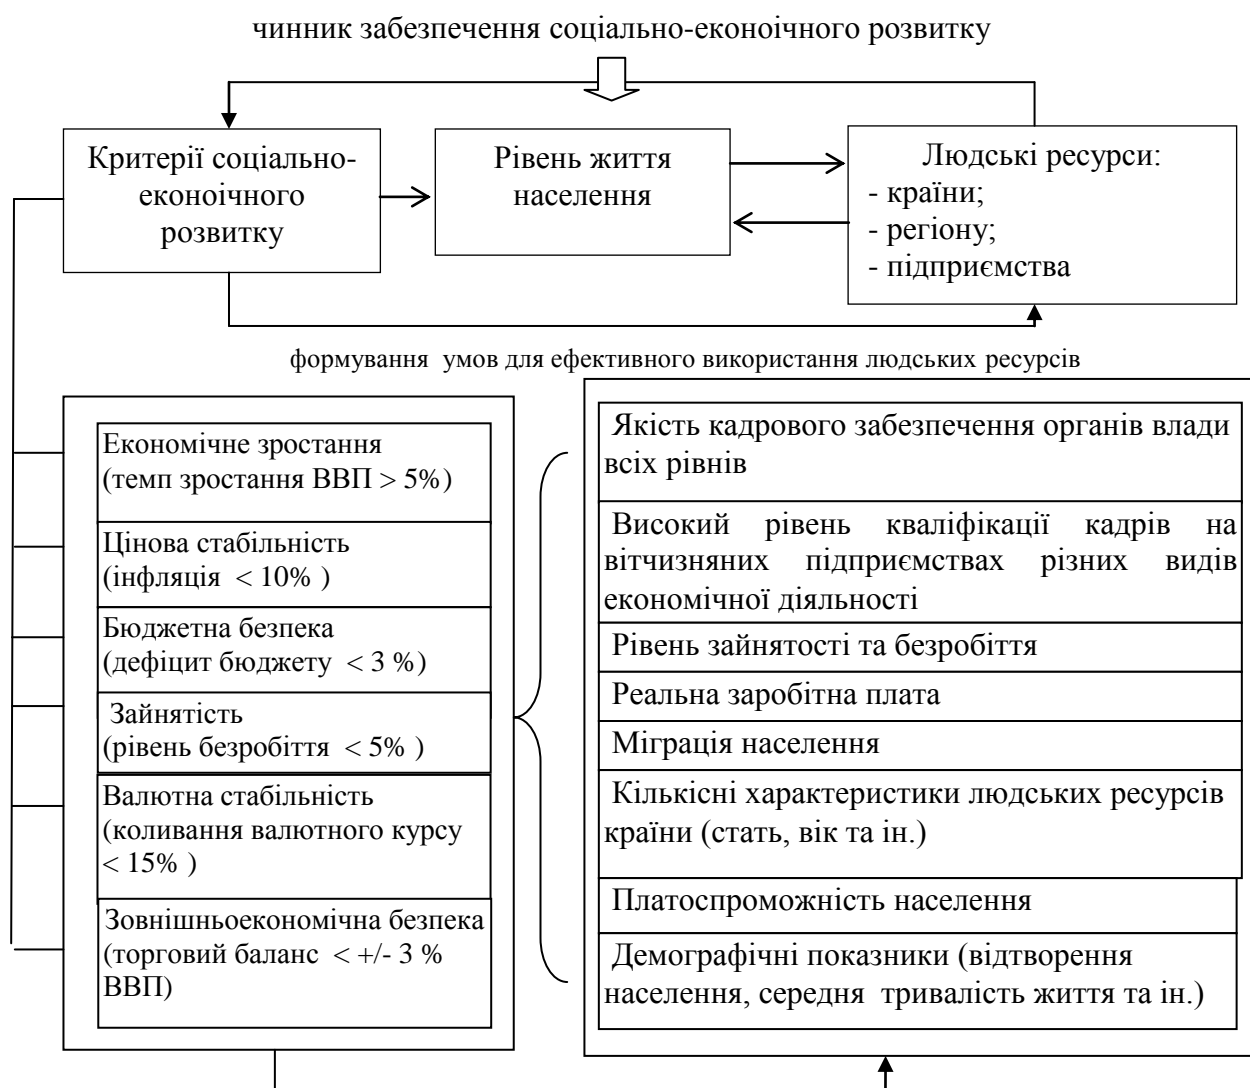 чинник забезпечення соціально-еконоічного розвитку
Критерії соціально-
еконоічного
розвитку
Рівень життя
населення
Людські ресурси:
- країни;
- регіону;
- підприємства
формування умов для ефективного використання людських ресурсів
Економічне зростання
(темп зростання ВВП > 5%)
Цінова стабільність
(інфляція < 10% )
Бюджетна безпека
(дефіцит бюджету < 3 %)
Зайнятість
(рівень безробіття < 5% )
Валютна стабільність
(коливання валютного курсу
< 15% )
Зовнішньоекономічна безпека
(торговий баланс < +/- 3 %
ВВП)
Якість кадрового забезпечення органів влади
всіх рівнів
Високий рівень кваліфікації кадрів на
вітчизняних підприємствах різних видів
економічної діяльності
Рівень зайнятості та безробіття
Реальна заробітна плата
Міграція населення
Кількісні характеристики людських ресурсів
країни (стать, вік та ін.)
Платоспроможність населення
Демографічні показники (відтворення
населення, середня тривалість життя та ін.)